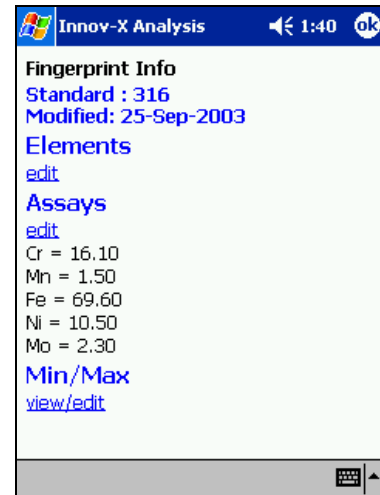 Innov-X Analysis 1:40 ok
Fingerprint Info
Standard : 316
Modified: 25-Sep-2003
Elements
edit
Assays
edit
Cr = 16.10
Mn = 1.50
Fe = 69.60
Ni = 10.50
Mo = 2.30
Min/Max
view/edit